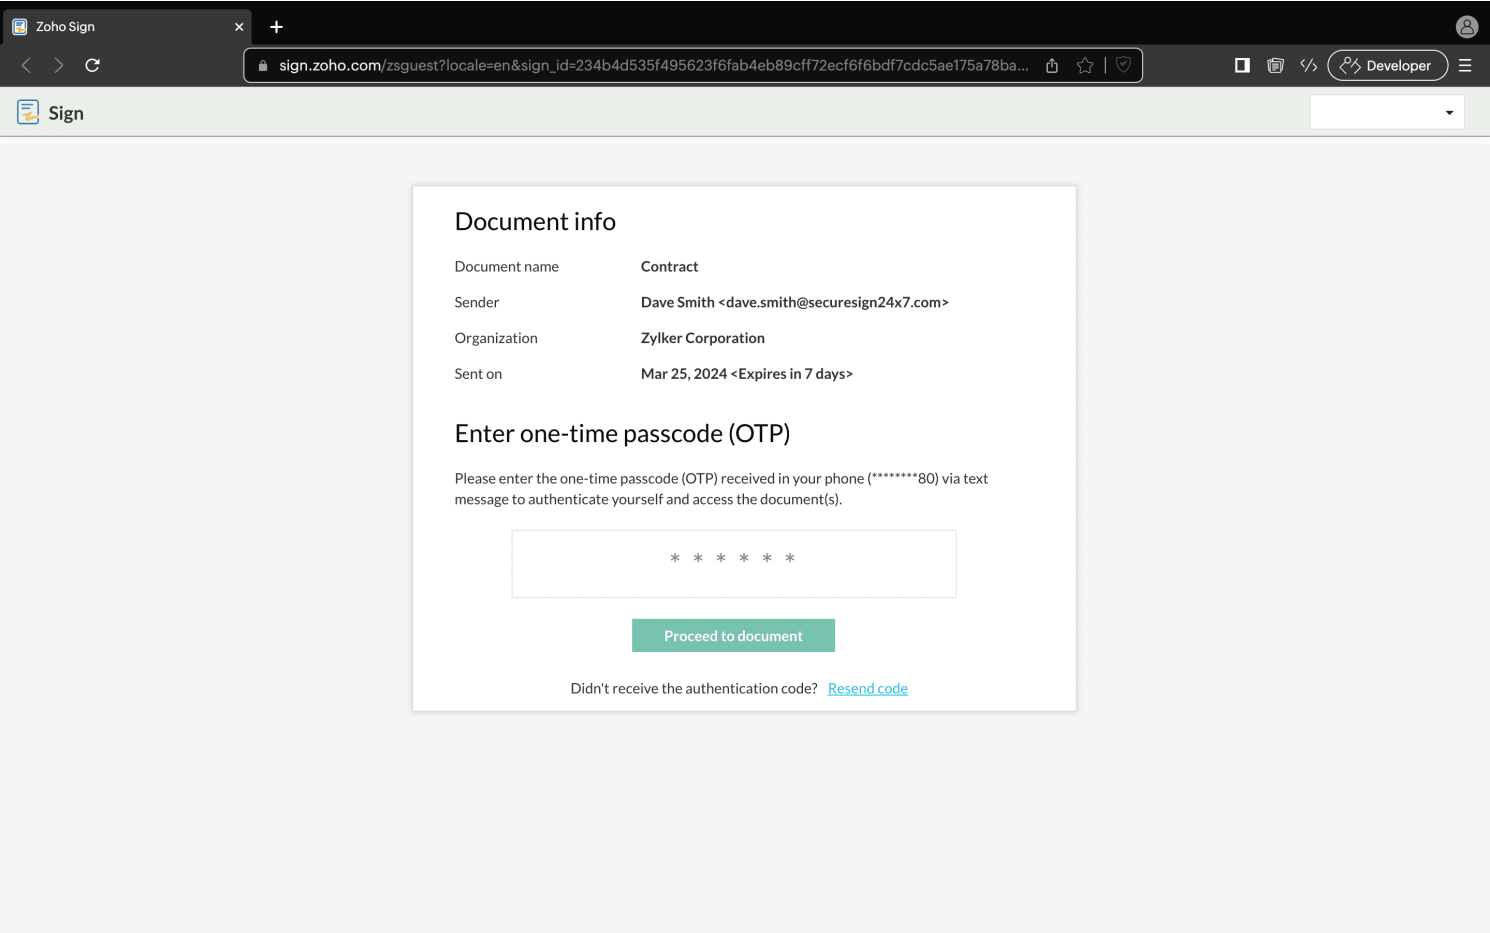 Zoho Sign
sign.zoho.com/zsguest?locale=en&sign_id=234b4d535f495623f6fab4eb89cff72ecf6f6bdf7cdc5ae175a78ba...
Developer
Sign
Document info
Document name Contract
Sender Dave Smith <dave.smith@securesign24x7.com>
Organization Zylker Corporation
Sent on Mar 25, 2024 <Expires in 7 days>
Enter one-time passcode (OTP)
Please enter the one-time passcode (OTP) received in your phone (********80) via text
message to authenticate yourself and access the document(s).
* * * * * *
Proceed to document
Didn't receive the authentication code? Resend code